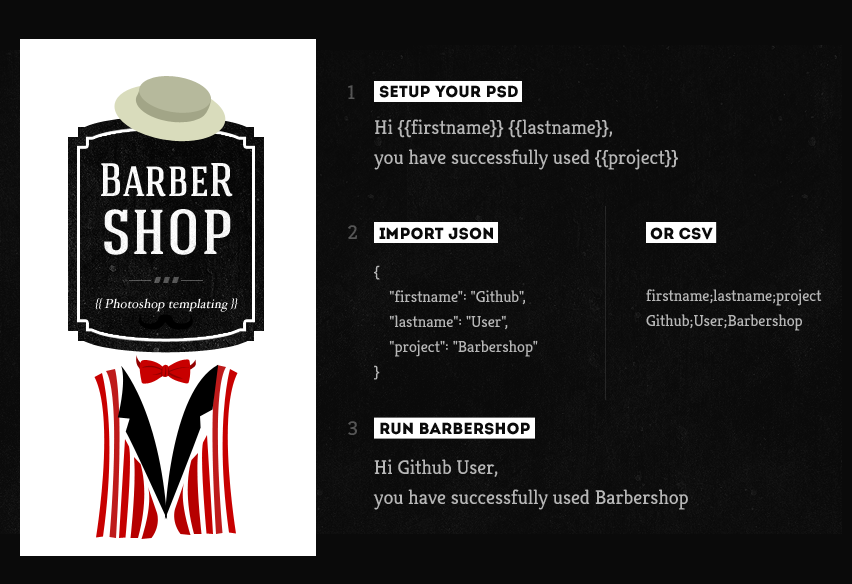 BARBER
SHOP
{{ Photoshop templating }}
1 SETUP YOUR PSD
Hi {{firstname}} {{lastname}},
you have successfully used {{project}}
2 IMPORT JSON
{
"firstname": "Github",
"lastname": "User",
"project": "Barbershop"
}
OR CSV
firstname;lastname;project
Github;User;Barbershop
3 RUN BARBERSHOP
Hi Github User,
you have successfully used Barbershop